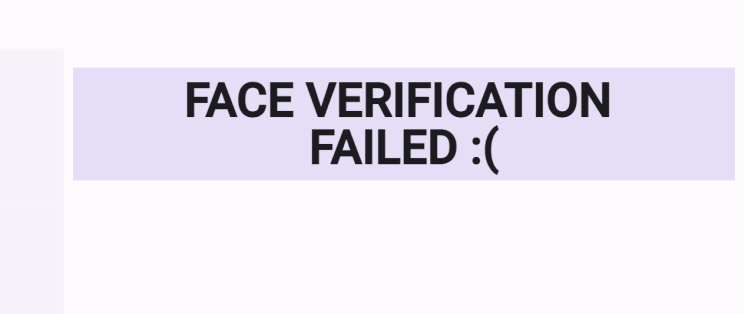 FACE VERIFICATION
FAILED :(